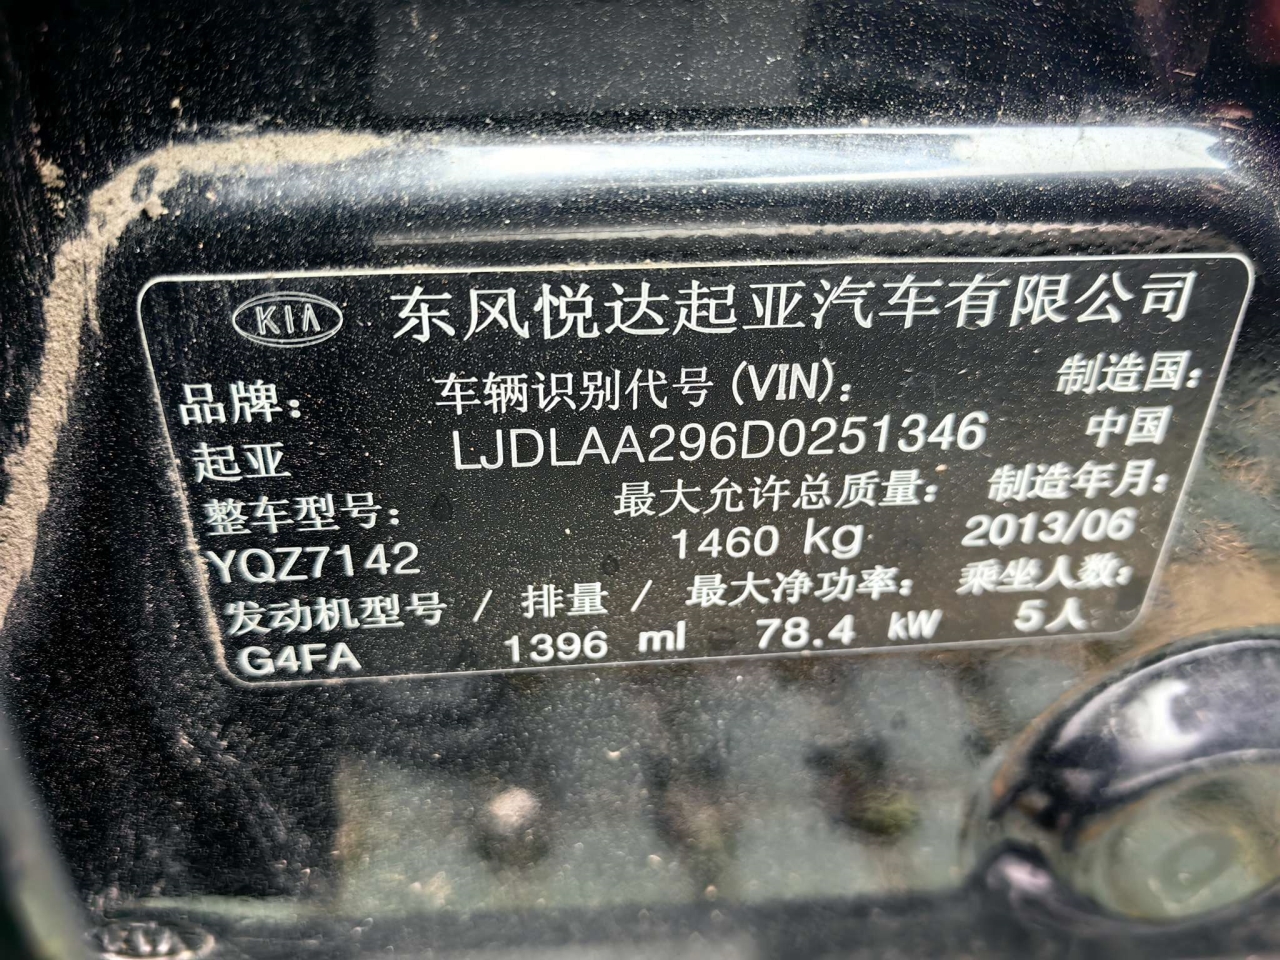 KIA 东风悦达起亚汽车有限公司
品牌： 车辆识别代号 (VIN)： 制造国：
起亚 LJDLAA296D0251346 中国
整车型号： 最大允许总质量： 制造年月：
YQZ7142 1460 kg 2013/06
发动机型号 / 排量 / 最大净功率： 乘坐人数：
G4FA 1396 ml 78.4 kW 5人